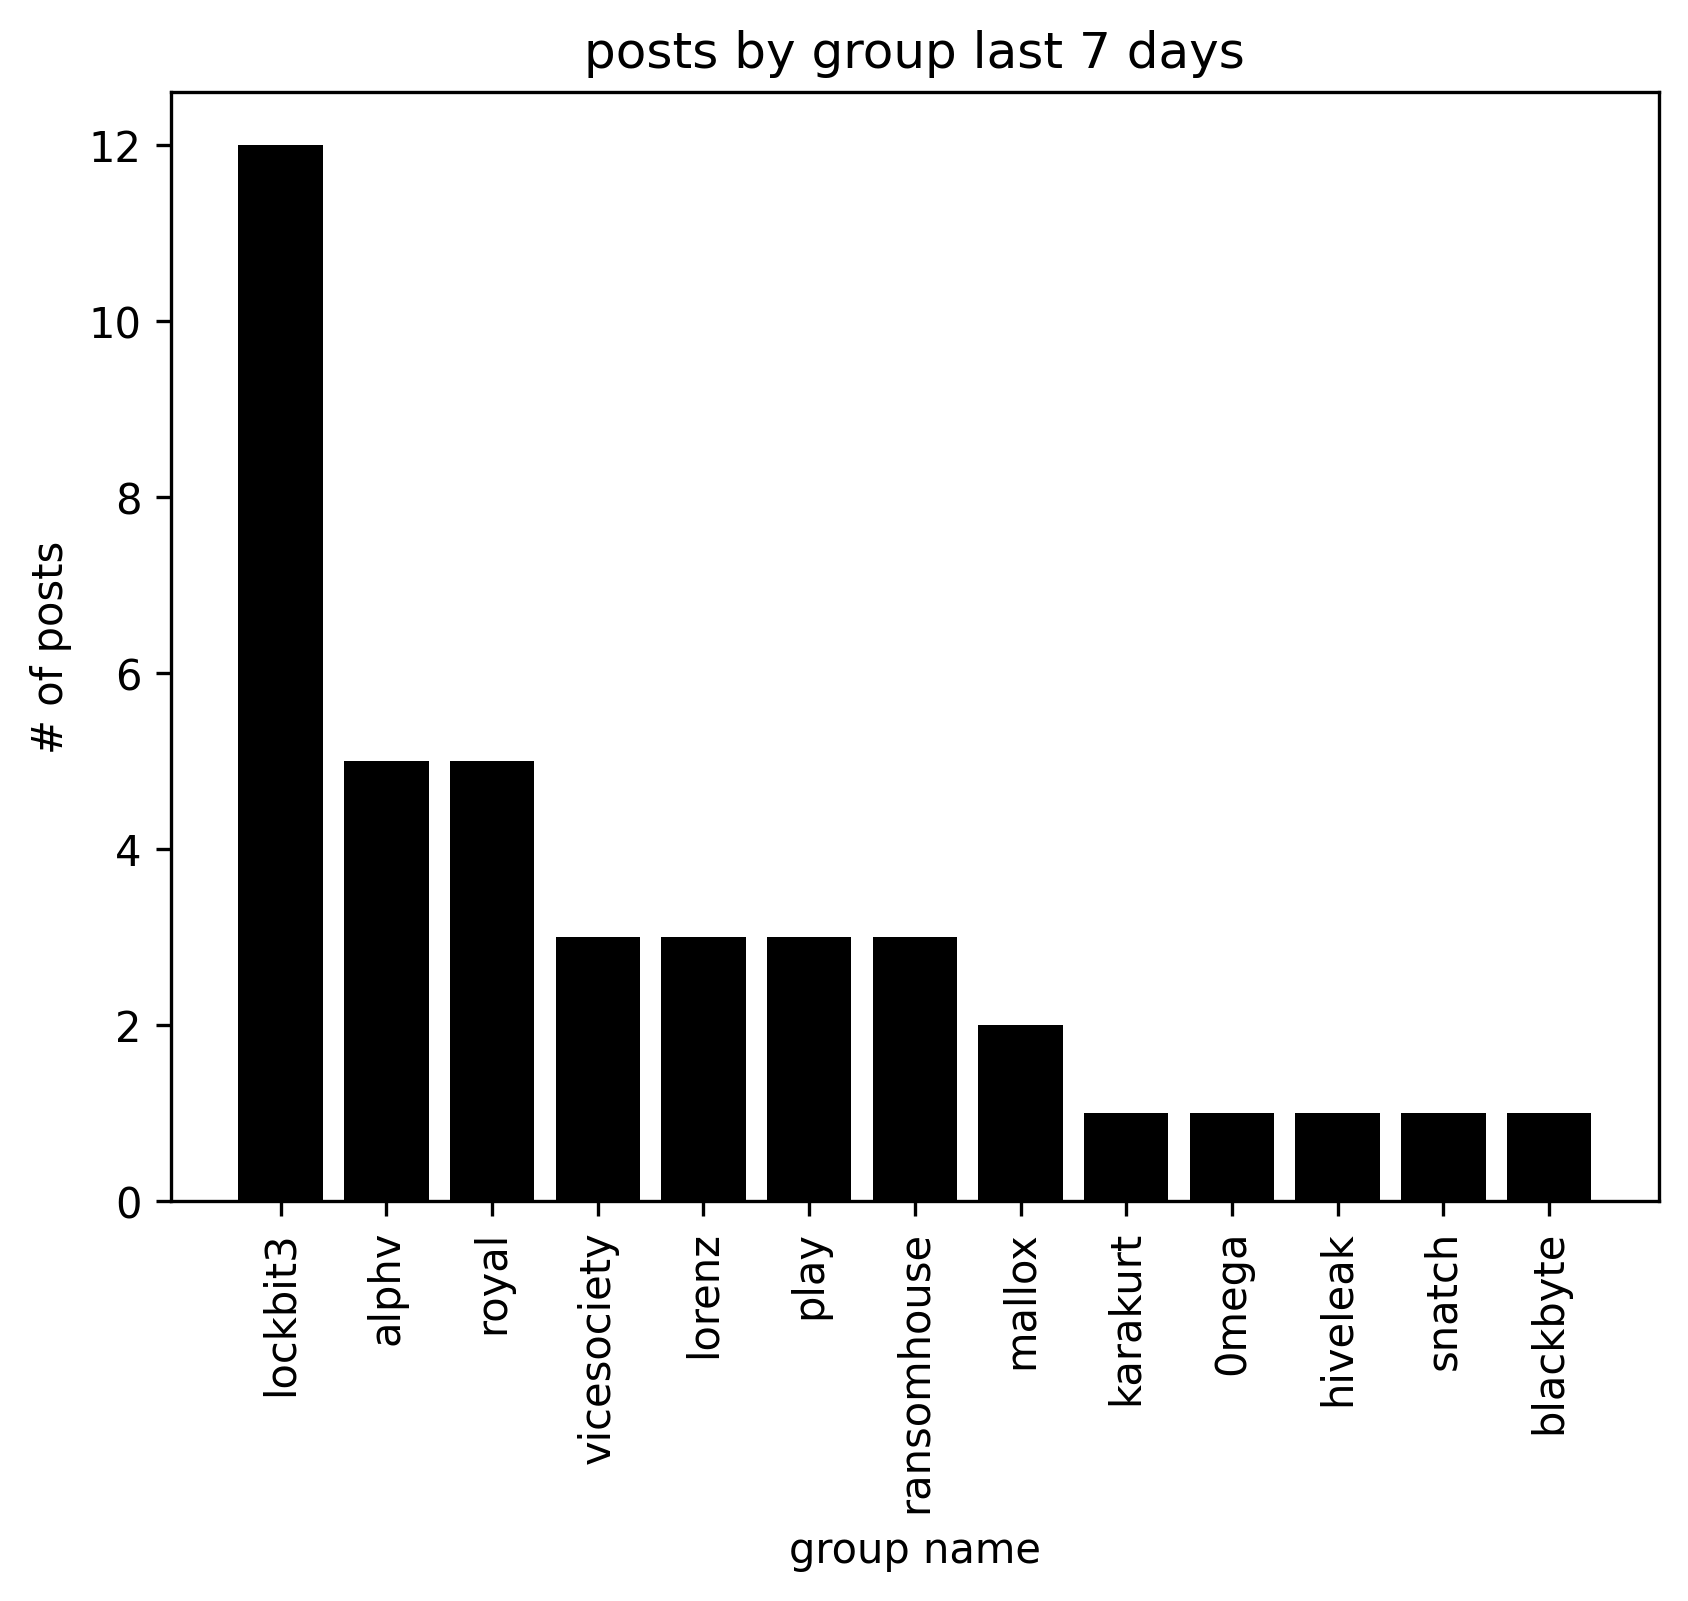 posts by group last 7 days
# of posts
12
10
8
6
4
2
0
lockbit3
alphv
royal
vicesociety
lorenz
play
ransomhouse
mallox
karakurt
0mega
hiveleak
snatch
blackbyte
group name